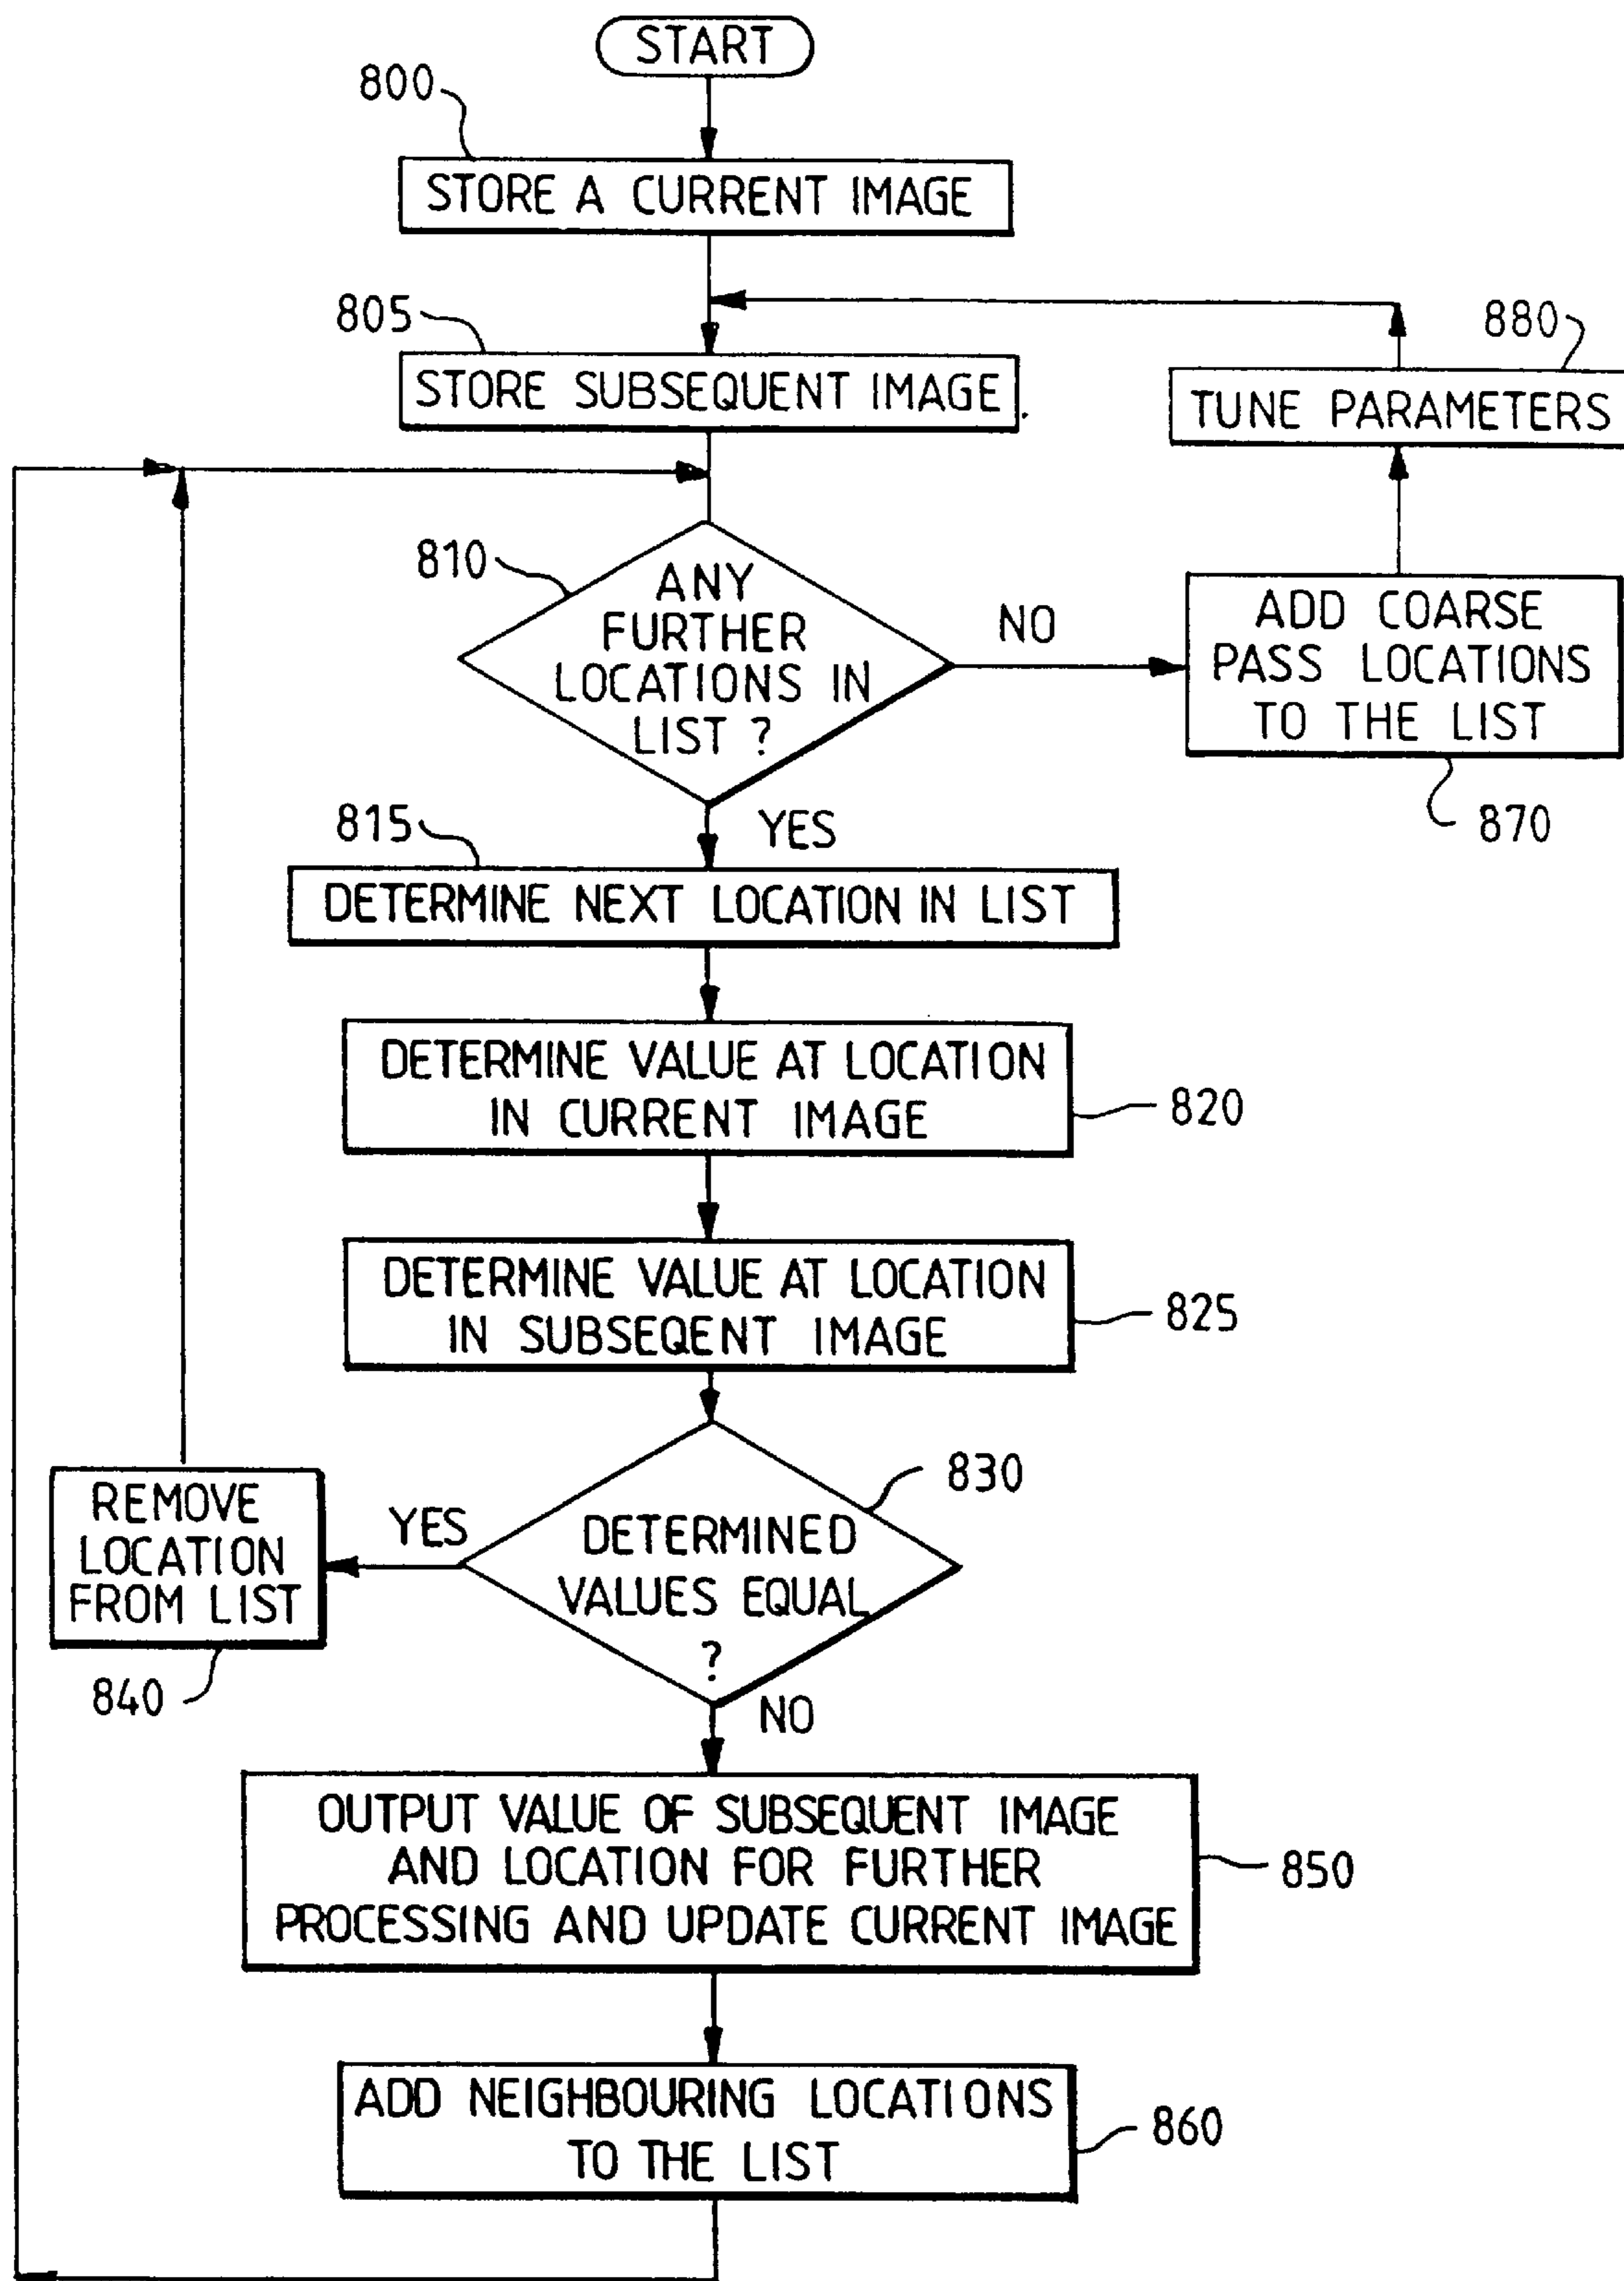 START
800
STORE A CURRENT IMAGE
805
STORE SUBSEQUENT IMAGE
880
TUNE PARAMETERS
810
ANY
FURTHER
LOCATIONS IN
LIST ?
NO
ADD COARSE
PASS LOCATIONS
TO THE LIST
870
YES
815
DETERMINE NEXT LOCATION IN LIST
DETERMINE VALUE AT LOCATION
IN CURRENT IMAGE
820
DETERMINE VALUE AT LOCATION
IN SUBSEQENT IMAGE
825
830
DETERMINED
VALUES EQUAL
?
YES
REMOVE
LOCATION
FROM LIST
840
NO
OUTPUT VALUE OF SUBSEQUENT IMAGE
AND LOCATION FOR FURTHER
PROCESSING AND UPDATE CURRENT IMAGE
850
ADD NEIGHBOURING LOCATIONS
TO THE LIST
860